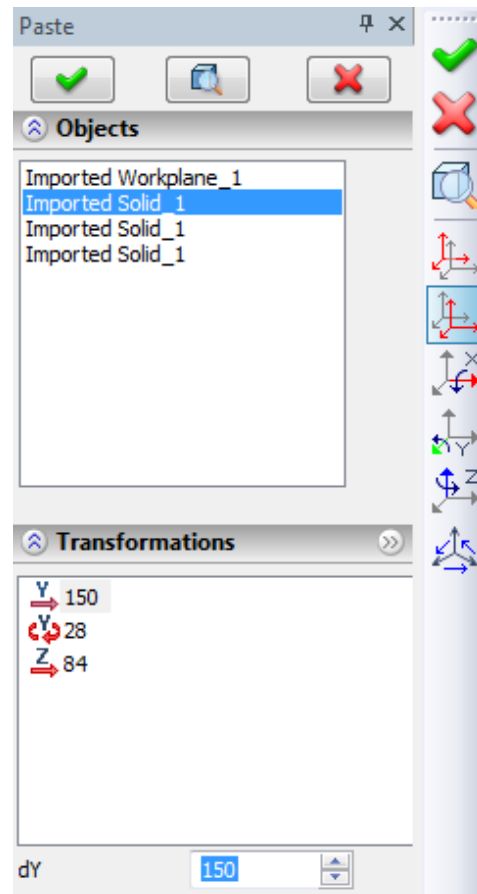 Paste
Objects
Imported Workplane_1
Imported Solid_1
Imported Solid_1
Imported Solid_1
Transformations
Y 150
Y 28
Z 84
dY 150
X
Y
Z